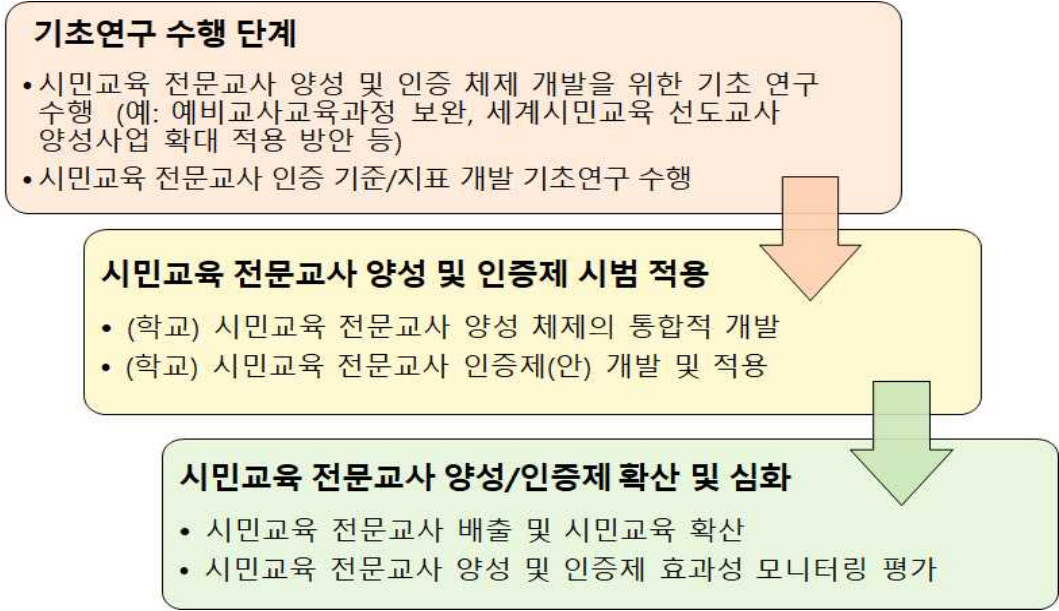 기초연구 수행 단계
•시민교육 전문교사 양성 및 인증 체제 개발을 위한 기초 연구
수행 (예: 예비교사교육과정 보완, 세계시민교육 선도교사
양성사업 확대 적용 방안 등)
•시민교육 전문교사 인증 기준/지표 개발 기초연구 수행
시민교육 전문교사 양성 및 인증제 시범 적용
• (학교) 시민교육 전문교사 양성 체제의 통합적 개발
• (학교) 시민교육 전문교사 인증제(안) 개발 및 적용
시민교육 전문교사 양성/인증제 확산 및 심화
• 시민교육 전문교사 배출 및 시민교육 확산
• 시민교육 전문교사 양성 및 인증제 효과성 모니터링 평가